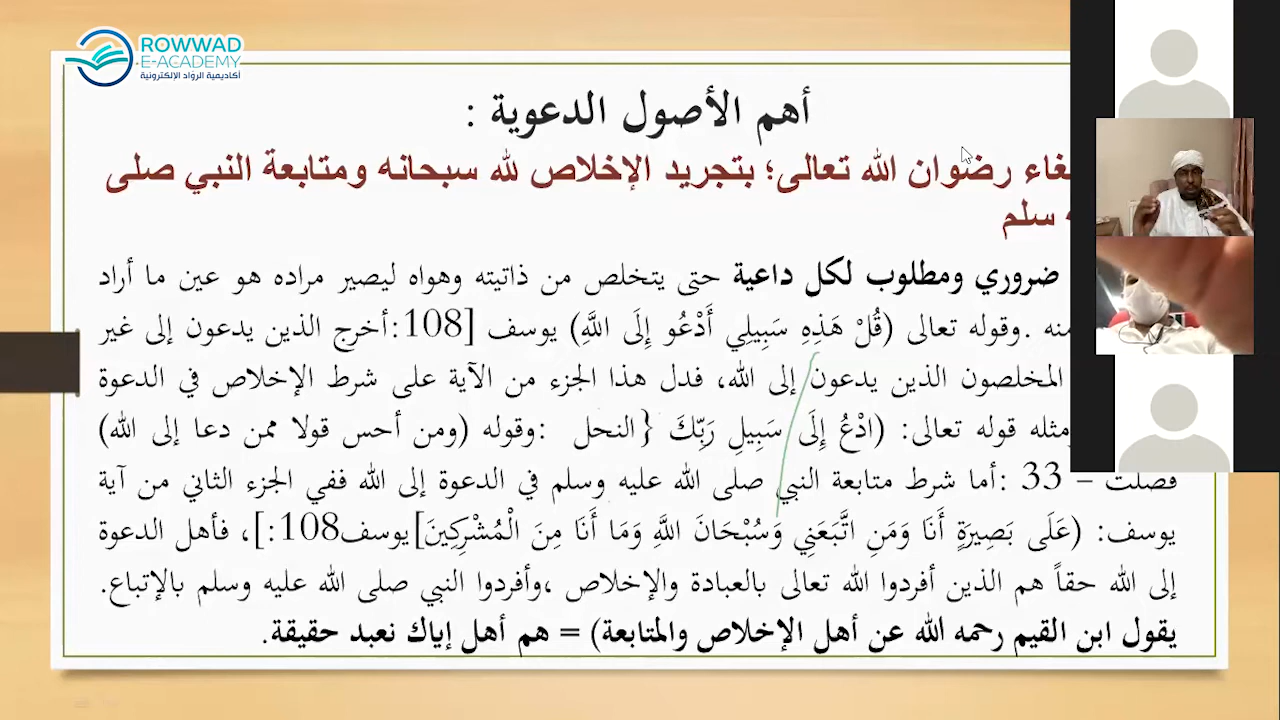 ROWWAD
E-ACADEMY
أكاديمية الرواد الإلكترونية
أهم الأصول الدعوية :
رضوان الله تعالى؛ بتجريد الإخلاص لله سبحانه ومتابعة النبي صلى
سلم
ضروري ومطلوب لكل داعية حتى يتخلص من ذاتيته وهواه ليصير مراده هو عين ما أراد
منه .وقوله تعالى (قُلْ هَذِهِ سَبِيلِي أَدْعُو إِلَى اللَّهِ) يوسف [108:أخرج الذين يدعون إلى غير
المخلصون الذين يدعون إلى الله، فدل هذا الجزء من الآية على شرط الإخلاص في الدعوة
ومثله قوله تعالى: (ادْعُ إِلَى سَبِيلِ رَبِّكَ {النحل :وقوله (ومن أحس قولا ممن دعا إلى الله)
فصلت – 33 :أما شرط متابعة النبي صلى الله عليه وسلم في الدعوة إلى الله ففي الجزء الثاني من آية
يوسف: (عَلَى بَصِيرَةٍ أَنَا وَمَنِ اتَّبَعَنِي وَسُبْحَانَ اللَّهِ وَمَا أَنَا مِنَ الْمُشْرِكِينَ]يوسف108:]، فأهل الدعوة
إلى الله حقاً هم الذين أفردوا الله تعالى بالعبادة والإخلاص ،وأفردوا النبي صلى الله عليه وسلم بالإتباع.
يقول ابن القيم رحمه الله عن أهل الإخلاص والمتابعة) = هم أهل إياك نعبد حقيقة.